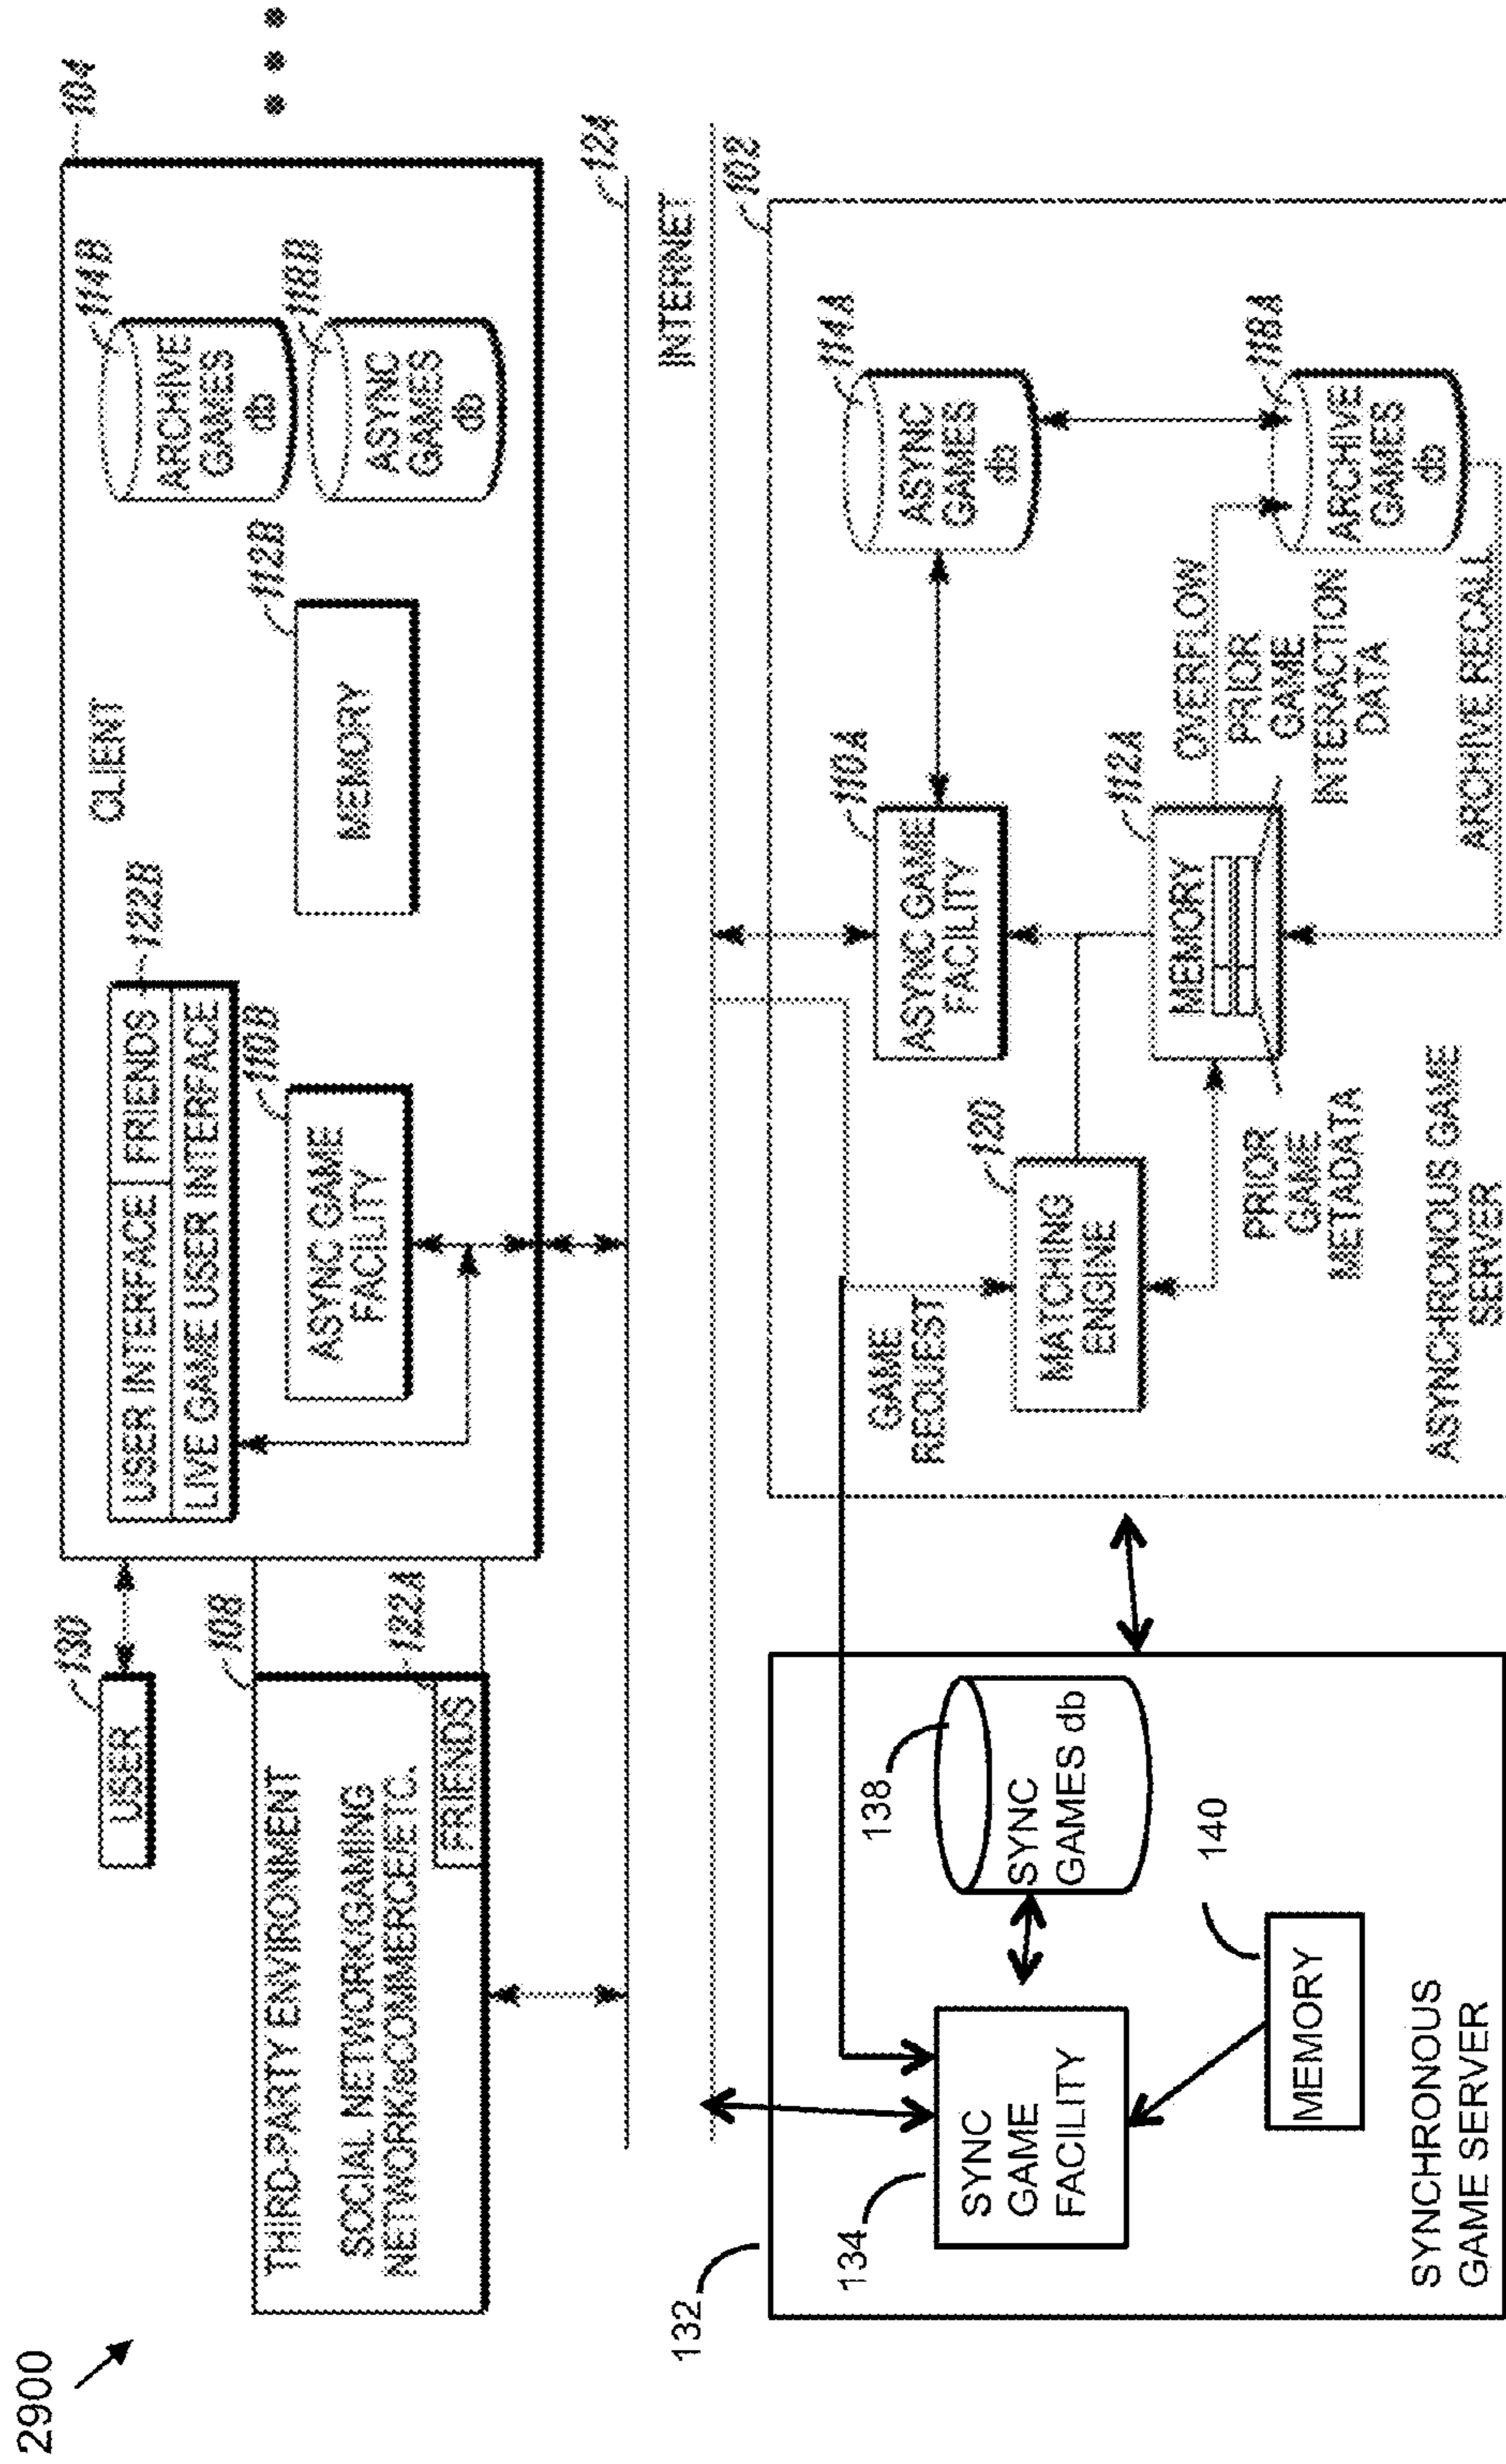 2900
130
USER
108
THIRD-PARTY ENVIRONMENT
SOCIAL NETWORK/GAMING
NETWORK/eCOMMERCE/ETC.
FRIENDS
122A
104
CLIENT
USER INTERFACE
FRIENDS
122B
LIVE GAME USER INTERFACE
110B
ASYNC GAME
FACILITY
112B
MEMORY
114B
ARCHIVE
GAMES
db
118B
ASYNC
GAMES
db
124
INTERNET
102
132
134
SYNC
GAME
FACILITY
138
SYNC
GAMES db
140
MEMORY
SYNCHRONOUS
GAME SERVER
GAME
REQUEST
120
MATCHING
ENGINE
110A
ASYNC GAME
FACILITY
112A
MEMORY
PRIOR
GAME
METADATA
OVERFLOW
PRIOR
GAME
INTERACTION
DATA
ARCHIVE RECALL
114A
ASYNC
GAMES
db
118A
ARCHIVE
GAMES
db
ASYNCHRONOUS GAME
SERVER